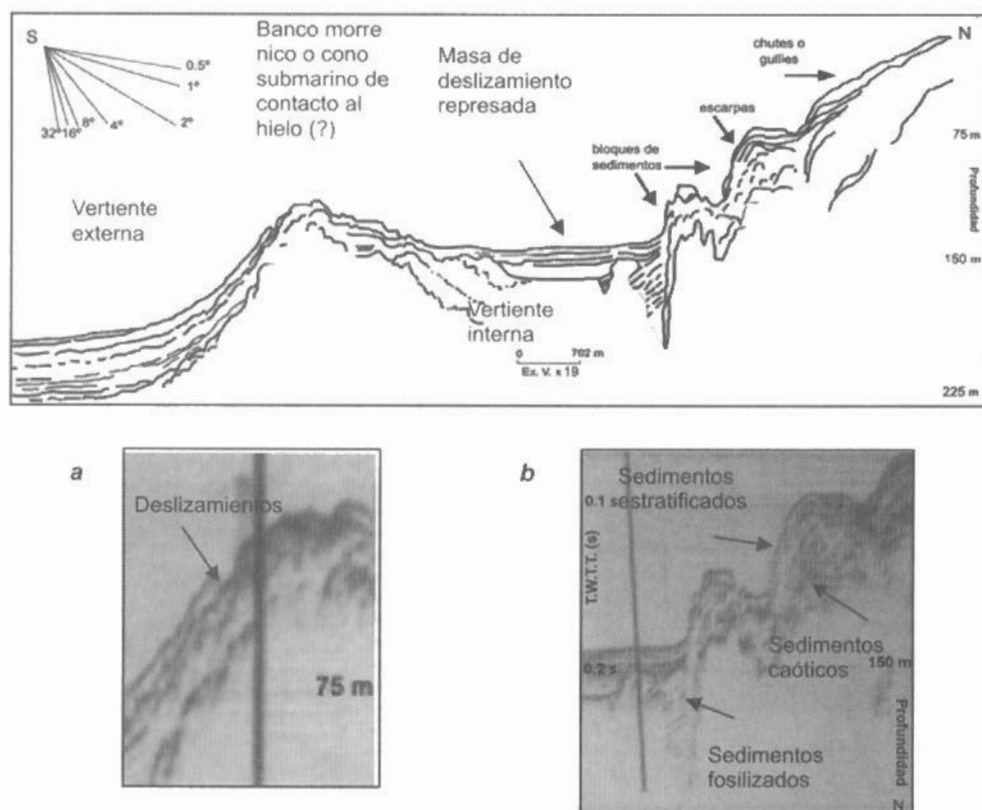 S
N
Banco morre
nico o cono
submarino de
contacto al
hielo (?)
Masa de
deslizamiento
represada
chutes o
gullies
escarpas
bloques de
sedimentos
0.5°
1°
2°
4°
8°
16°
32°
Vertiente
externa
Vertiente
interna
0 702 m
Ex. V. x 19
75 m
Profundidad
150 m
225 m
a
Deslizamientos
75 m
b
Sedimentos
estratificados
0.1 s
T.W.T.T. (s)
Sedimentos
caóticos
0.2 s
150 m
Sedimentos
fosilizados
Profundidad
N